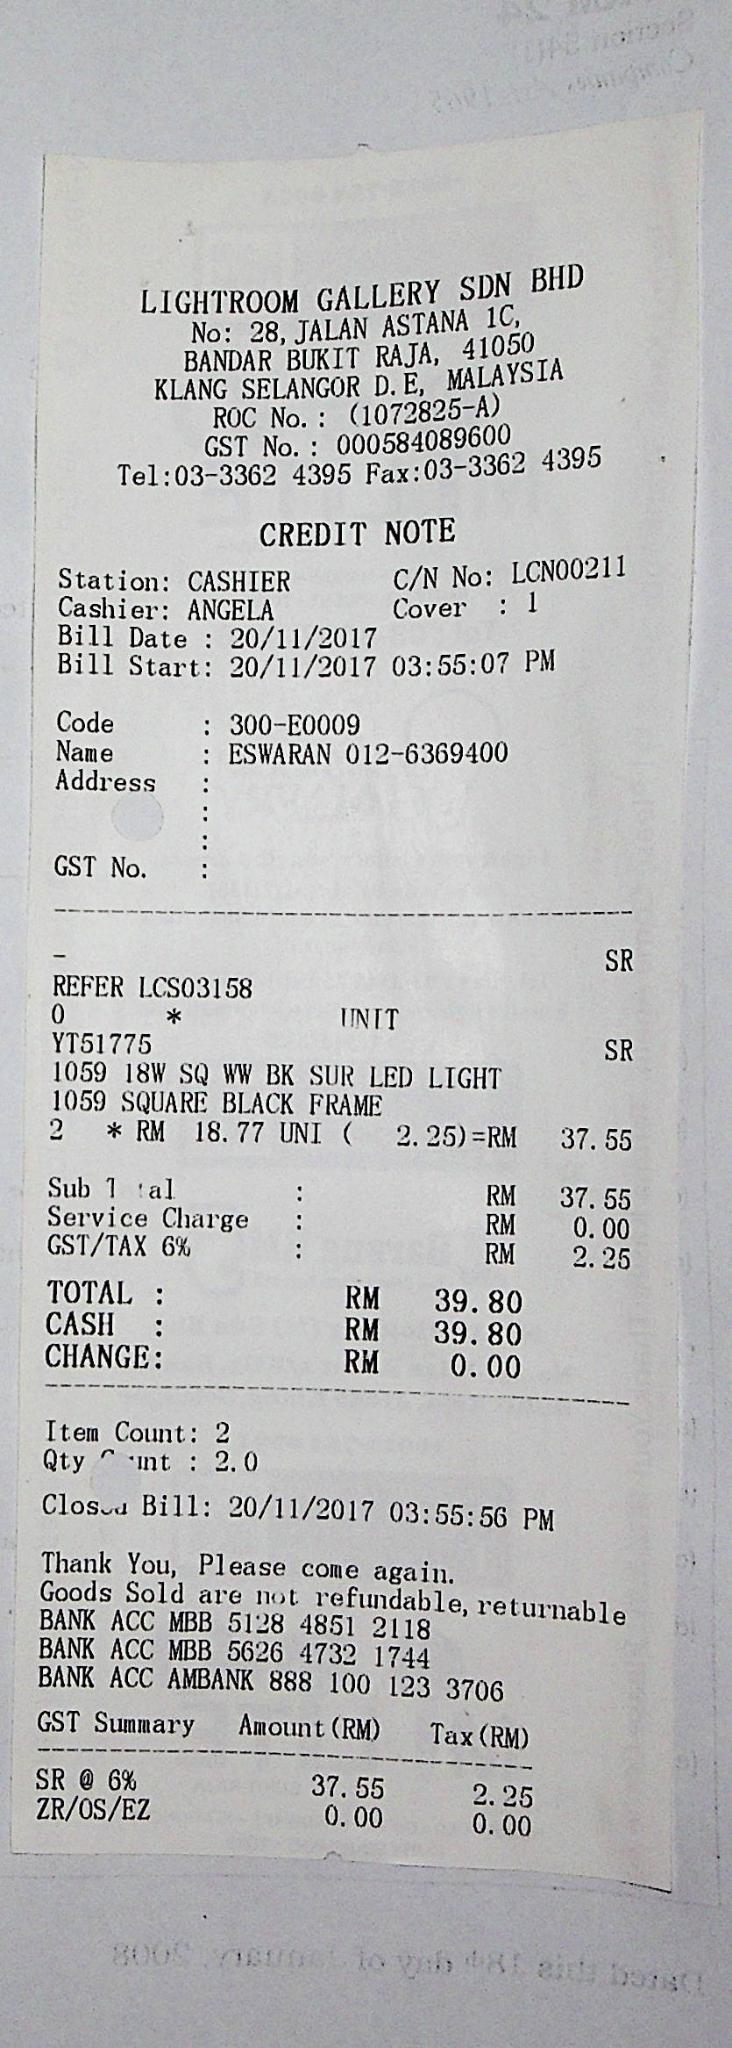 LIGHTROOM GALLERY SDN BHD
No: 28, JALAN ASTANA 1C,
BANDAR BUKIT RAJA, 41050
KLANG SELANGOR D.E, MALAYSIA
ROC No.: (1072825-A)
GST No.: 000584089600
Tel:03-3362 4395 Fax:03-3362 4395
CREDIT NOTE
Station: CASHIER C/N No: LCN00211
Cashier: ANGELA Cover : 1
Bill Date : 20/11/2017
Bill Start: 20/11/2017 03:55:07 PM
Code : 300-E0009
Name : ESWARAN 012-6369400
Address :
:
:
GST No. :
- SR
REFER LCS03158
0 * UNIT
YT51775 SR
1059 18W SQ WW BK SUR LED LIGHT
1059 SQUARE BLACK FRAME
2 * RM 18.77 UNI ( 2.25)=RM 37.55
Sub : RM 37.55
Service Charge : RM 0.00
GST/TAX 6% : RM 2.25
TOTAL : RM 39.80
CASH : RM 39.80
CHANGE: RM 0.00
Item Count: 2
Qty : 2.0
Closed Bill: 20/11/2017 03:55:56 PM
Thank You, Please come again.
Goods Sold are not refundable, returnable
BANK ACC MBB 5128 4851 2118
BANK ACC MBB 5626 4732 1744
BANK ACC AMBANK 888 100 123 3706
GST Summary Amount(RM) Tax(RM)
SR @ 6% 37.55 2.25
ZR/OS/EZ 0.00 0.00
Dated this 18th day of January, 2008